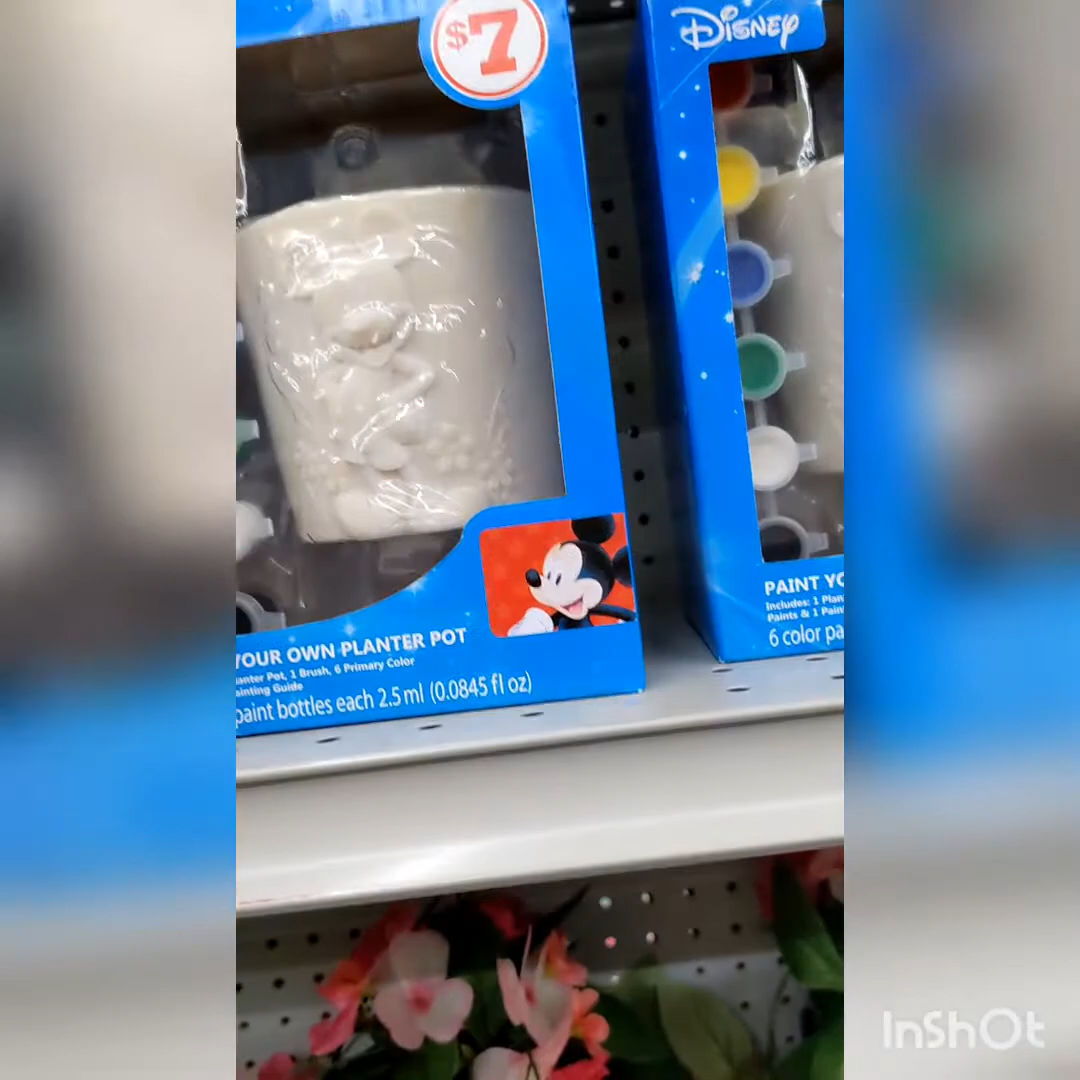 $7
YOUR OWN PLANTER POT
Planter Pot, 1 Brush, 6 Primary Color
Painting Guide
paint bottles each 2.5 ml (0.0845 fl oz)
Disney
PAINT YO
Includes: 1 Plan
Paints & 1 Pain
6 color pa
InShOt